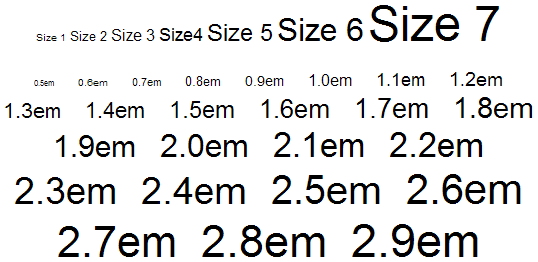 Size 1 Size 2 Size 3 Size4 Size 5 Size 6 Size 7
0.5em 0.6em 0.7em 0.8em 0.9em 1.0em 1.1em 1.2em
1.3em 1.4em 1.5em 1.6em 1.7em 1.8em
1.9em 2.0em 2.1em 2.2em
2.3em 2.4em 2.5em 2.6em
2.7em 2.8em 2.9em